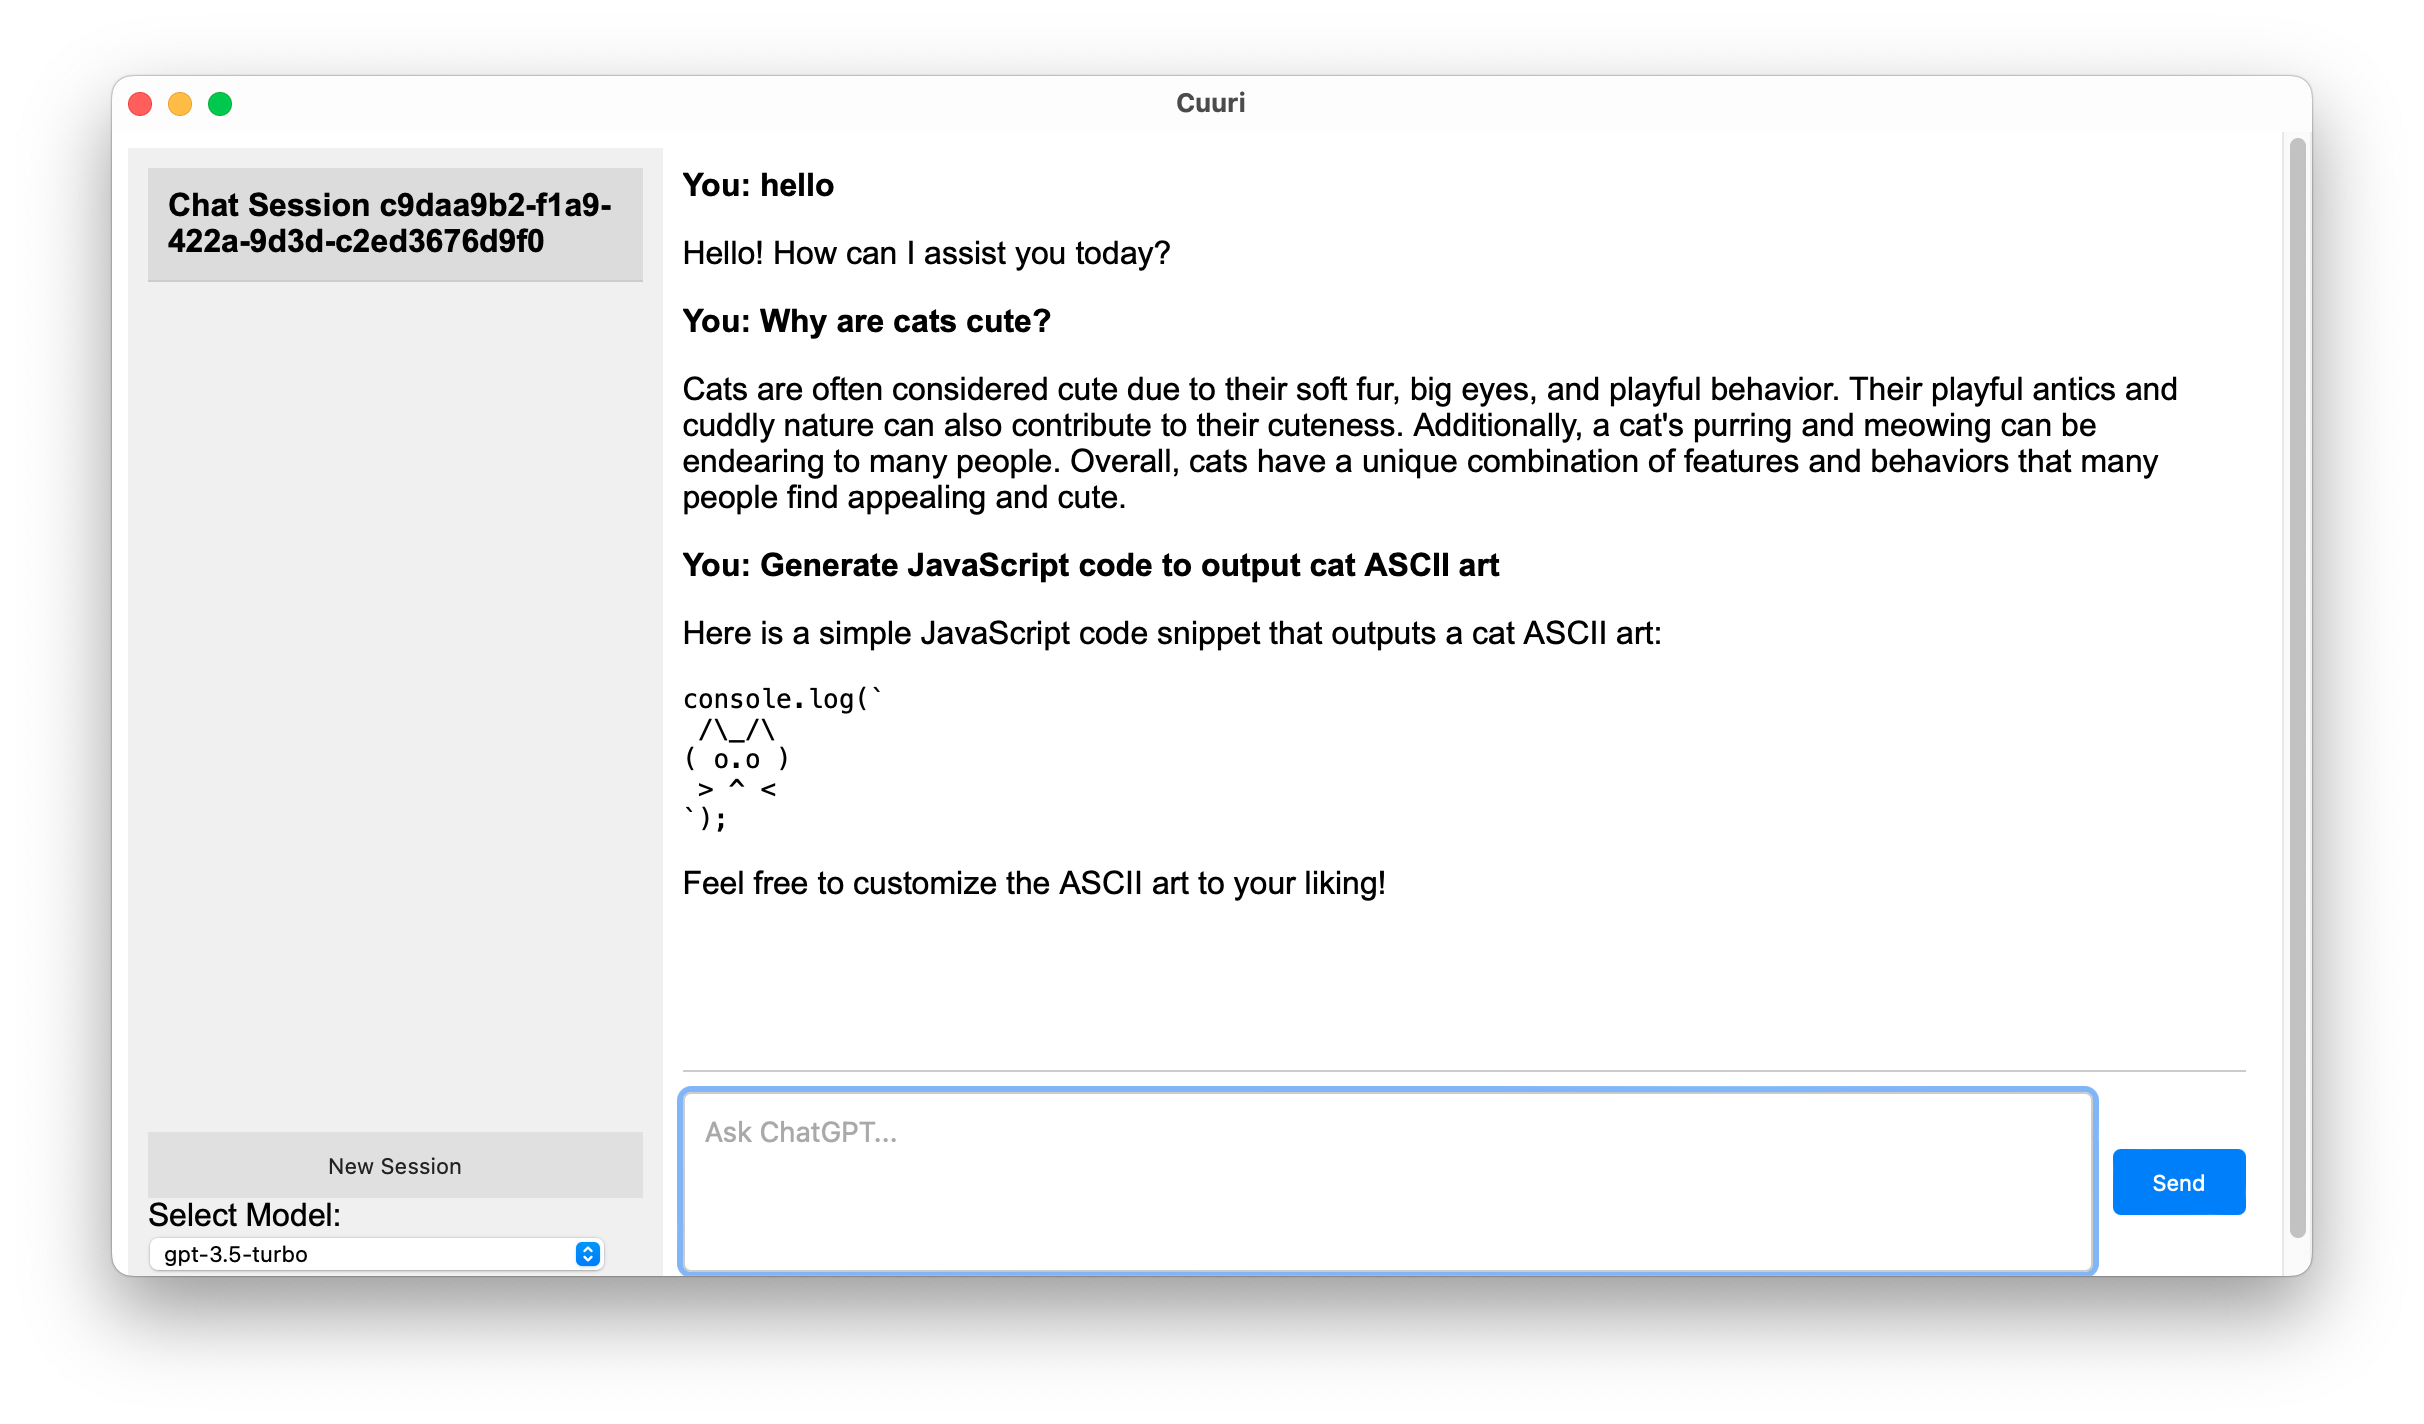 Cuuri
Chat Session c9daa9b2-f1a9-
422a-9d3d-c2ed3676d9f0
New Session
Select Model:
gpt-3.5-turbo
You: hello
Hello! How can I assist you today?
You: Why are cats cute?
Cats are often considered cute due to their soft fur, big eyes, and playful behavior. Their playful antics and
cuddly nature can also contribute to their cuteness. Additionally, a cat's purring and meowing can be
endearing to many people. Overall, cats have a unique combination of features and behaviors that many
people find appealing and cute.
You: Generate JavaScript code to output cat ASCII art
Here is a simple JavaScript code snippet that outputs a cat ASCII art:
console.log(`
 /\_/\
( o.o )
 > ^ <
`);
Feel free to customize the ASCII art to your liking!
Ask ChatGPT...
Send